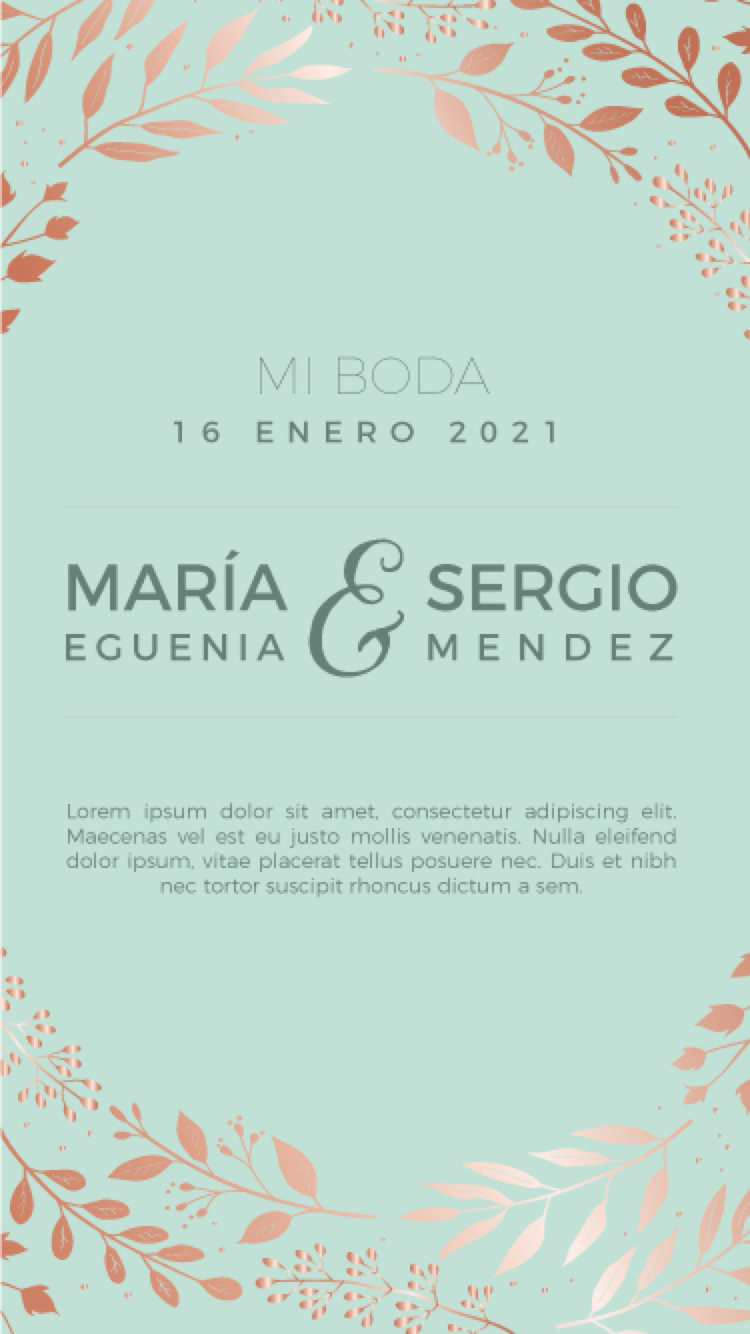 MI BODA
16 ENERO 2021
MARÍA & SERGIO
EGUENIA MENDEZ
Lorem ipsum dolor sit amet, consectetur adipiscing elit.
Maecenas vel est eu justo mollis venenatis. Nulla eleifend
dolor ipsum, vitae placerat tellus posuere nec. Duis et nibh
nec tortor suscipit rhoncus dictum a sem.